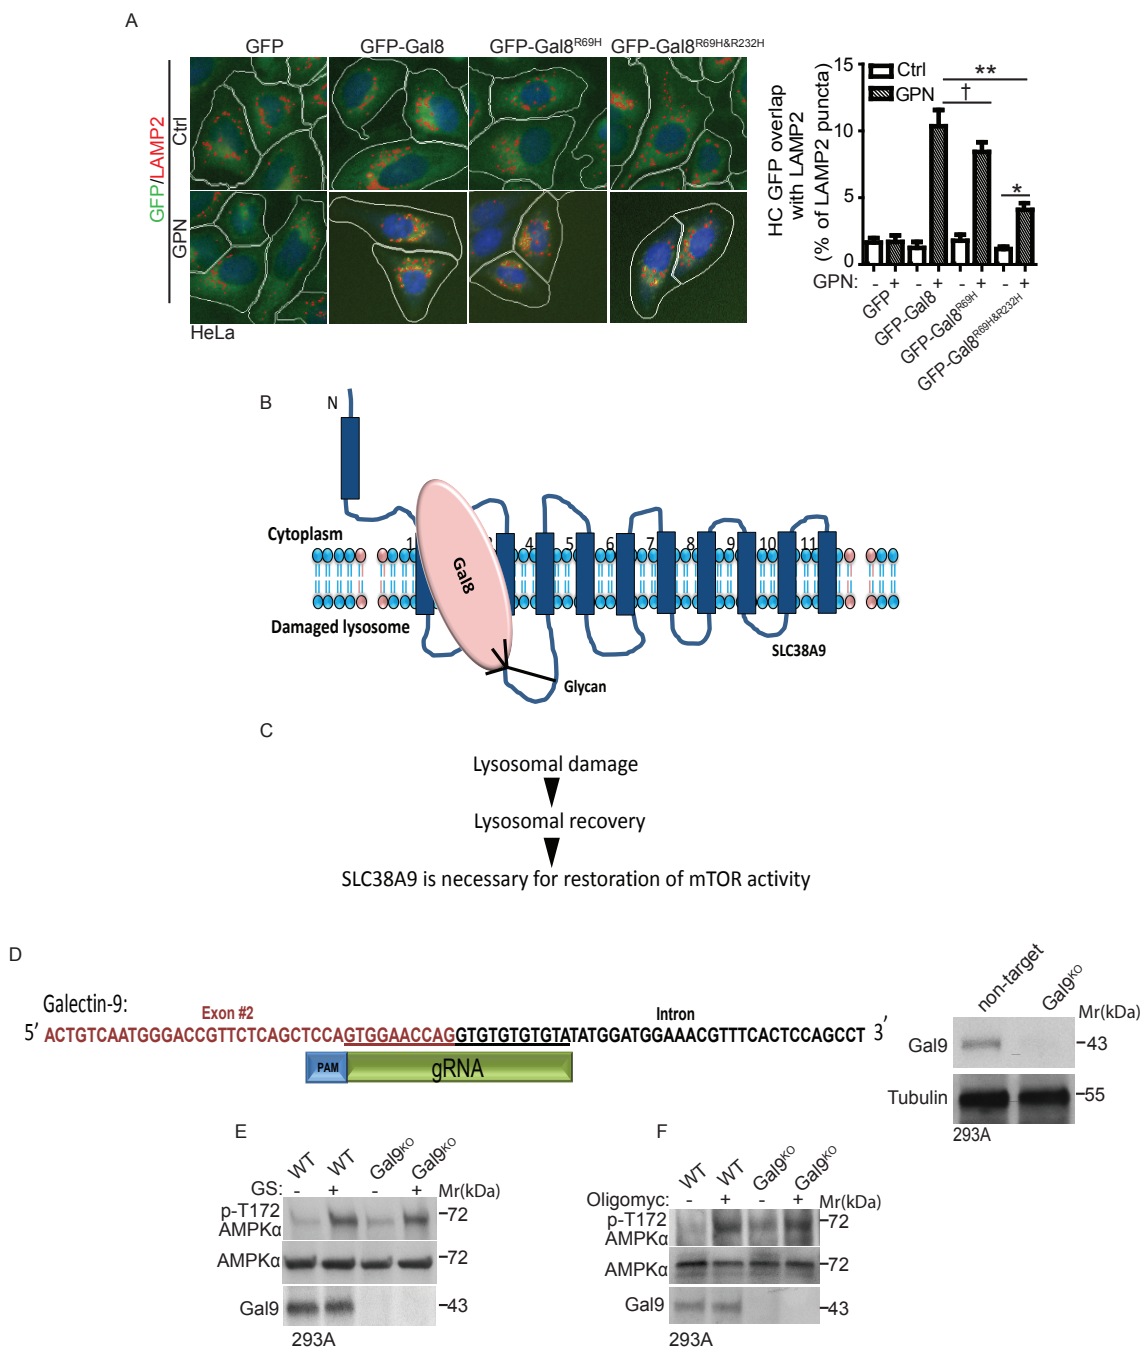 A
GFP GFP-Gal8 GFP-Gal8R69H GFP-Gal8R69H&R232H
GFP/LAMP2
Ctrl
GPN
HeLa
HC GFP overlap
with LAMP2
(% of LAMP2 puncta)
15
10
5
0
Ctrl
GPN
**
†
*
GPN: - + - + - + - +
GFP
GFP-Gal8
GFP-Gal8R69H
GFP-Gal8R69H&R232H
B
N
Cytoplasm
1 3 4 5 6 7 8 9 10 11
Gal8
Damaged lysosome
SLC38A9
Glycan
C
Lysosomal damage
Lysosomal recovery
SLC38A9 is necessary for restoration of mTOR activity
D
Galectin-9:
Exon #2
Intron
5′ ACTGTCAATGGGACCGTTCTCAGCTCCAGTGGAACCAGGTGTGTGTGTATATGGATGGAAACGTTTCACTCCAGCCT 3′
PAM gRNA
non-target Gal9KO
Mr(kDa)
Gal9 -43
Tubulin -55
293A
E
WT WT Gal9KO Gal9KO
GS: - + - + Mr(kDa)
p-T172
AMPKα -72
AMPKα -72
Gal9 -43
293A
F
WT WT Gal9KO Gal9KO
Oligomyc: - + - + Mr(kDa)
p-T172
AMPKα -72
AMPKα -72
Gal9 -43
293A